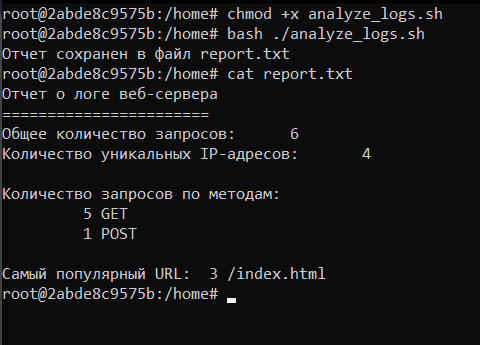 root@2abde8c9575b:/home# chmod +x analyze_logs.sh
root@2abde8c9575b:/home# bash ./analyze_logs.sh
Отчет сохранен в файл report.txt
root@2abde8c9575b:/home# cat report.txt
Отчет о логе веб-сервера
=======================
Общее количество запросов:      6
Количество уникальных IP-адресов:       4

Количество запросов по методам:
         5 GET
         1 POST

Самый популярный URL:  3 /index.html
root@2abde8c9575b:/home#